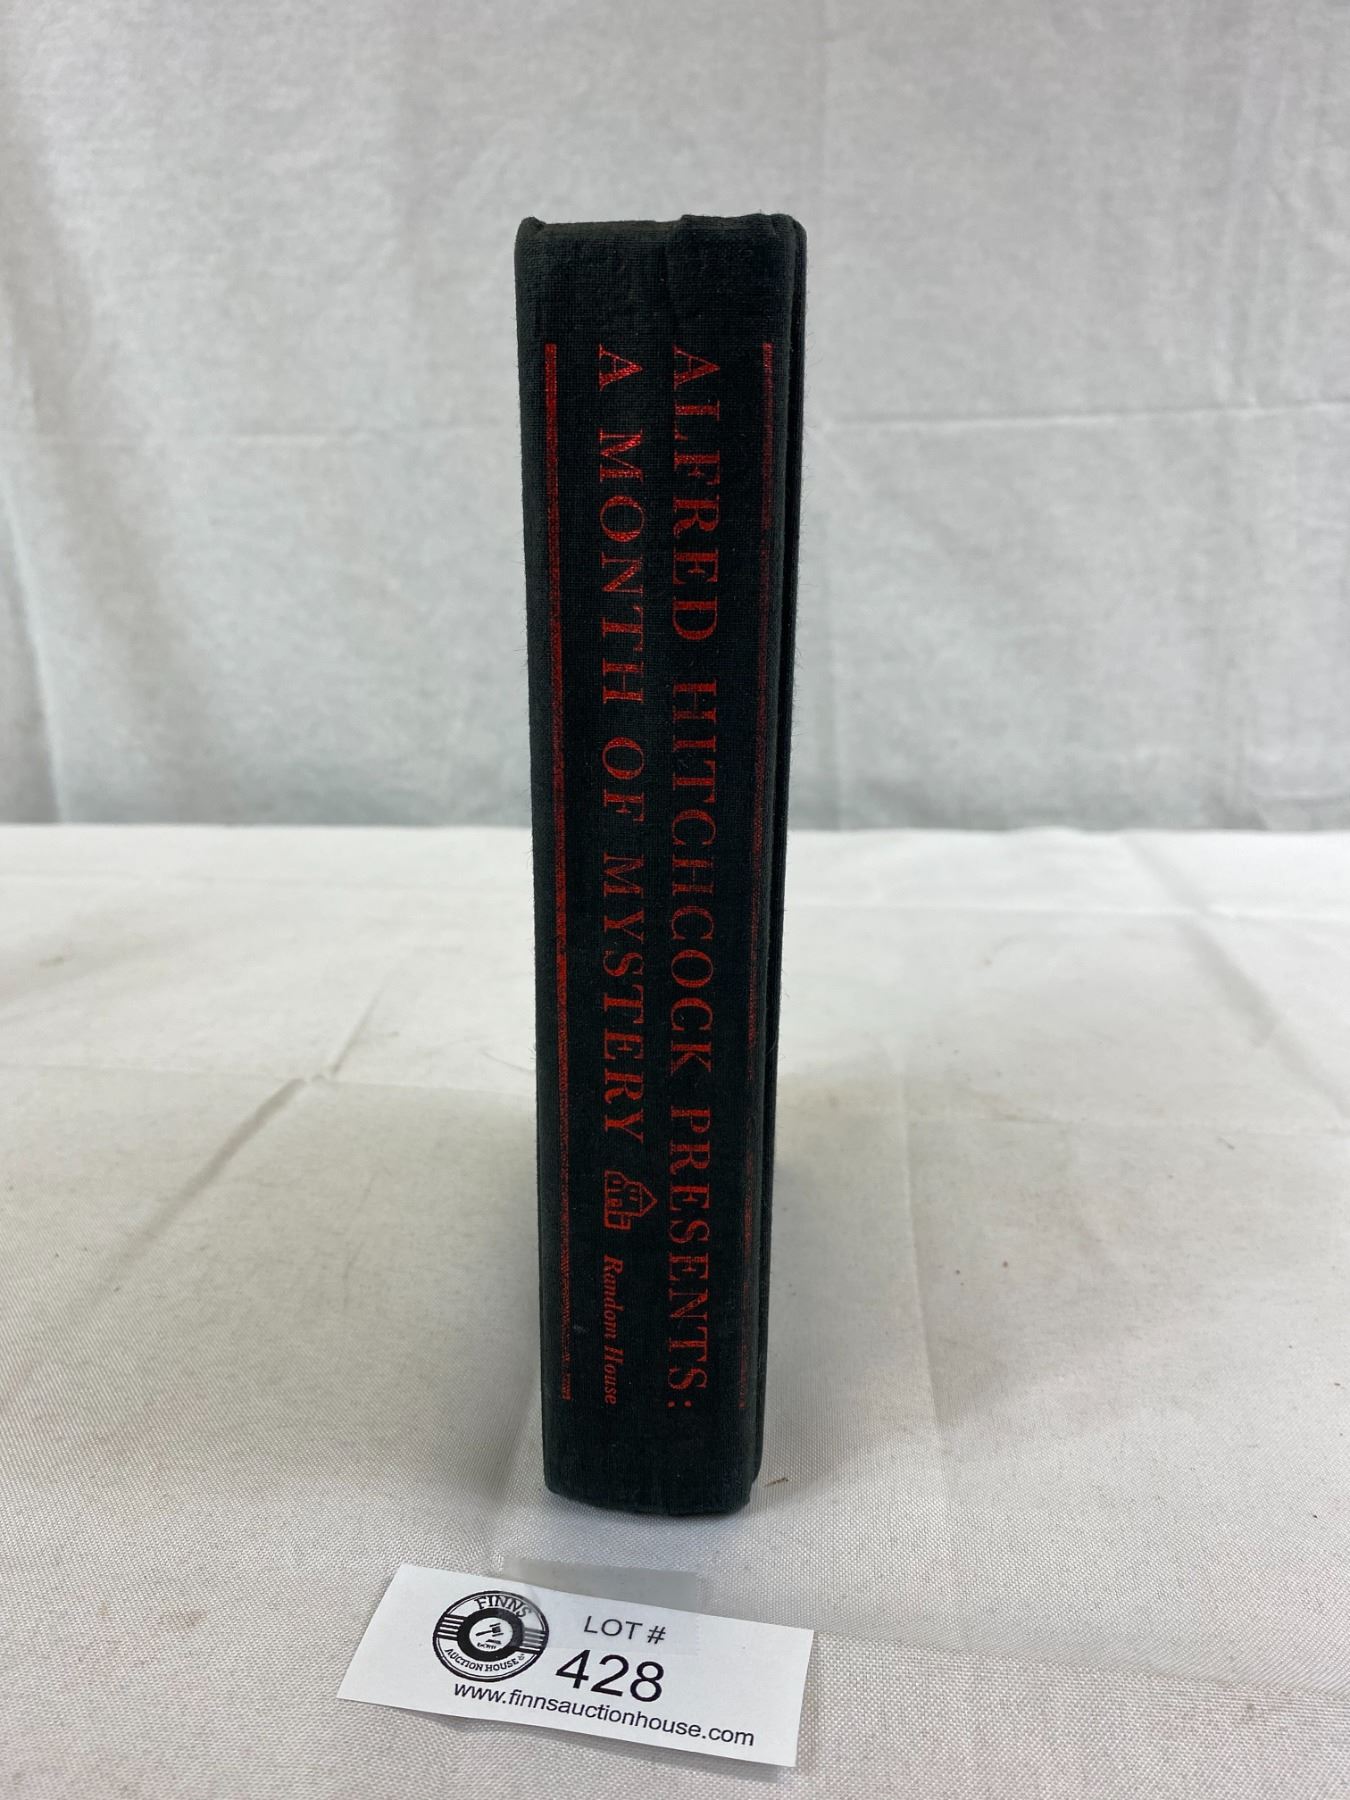 ALFRED HITCHCOCK PRESENTS:
A MONTH OF MYSTERY
Random House
FINNS
AUCTION HOUSE
LOT #
428
www.finnsauctionhouse.com